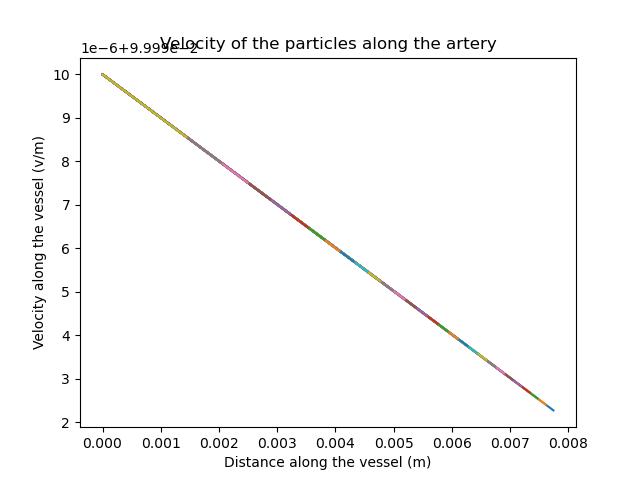 Velocity of the particles along the artery
1e−6+9.999e−2
10
9
8
7
6
5
4
3
2
Velocity along the vessel (v/m)
0.000 0.001 0.002 0.003 0.004 0.005 0.006 0.007 0.008
Distance along the vessel (m)